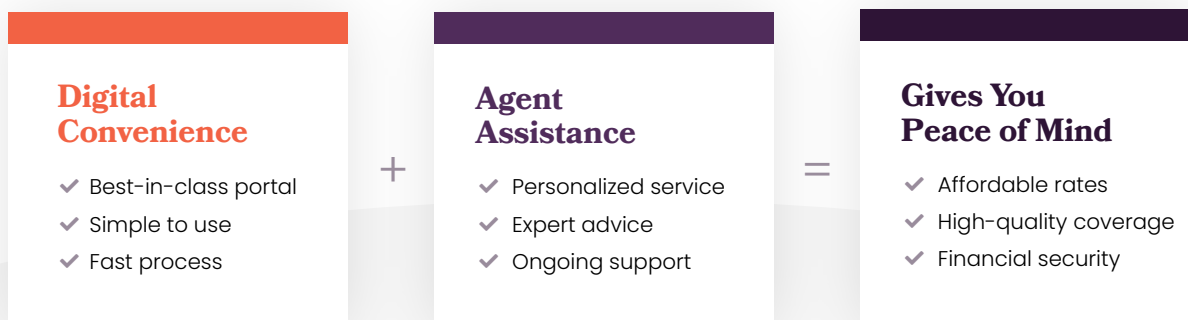 Digital
Convenience
Best-in-class portal
Simple to use
Fast process
+
Agent
Assistance
Personalized service
Expert advice
Ongoing support
=
Gives You
Peace of Mind
Affordable rates
High-quality coverage
Financial security